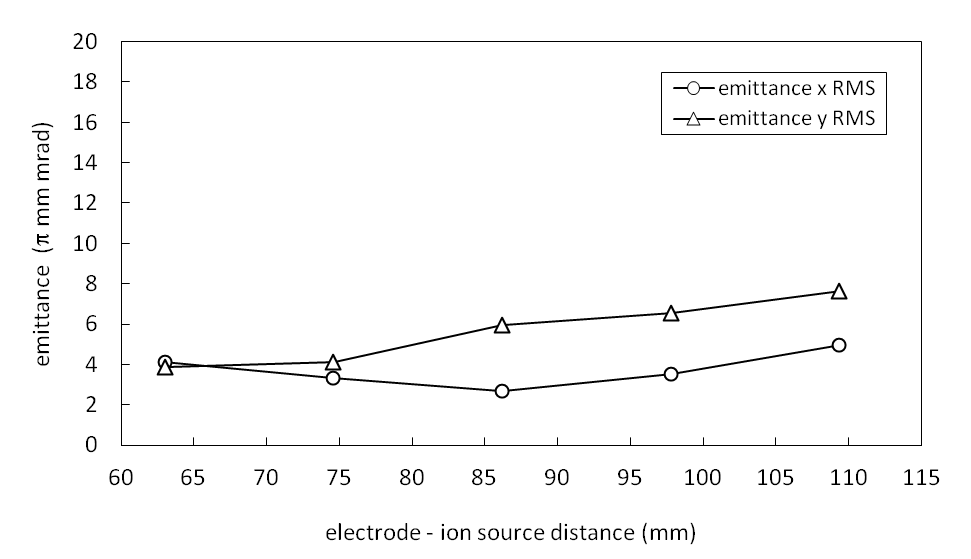 20
18
16
14
12
10
8
6
4
2
0
emittance (π mm mrad)
emittance x RMS
emittance y RMS
60 65 70 75 80 85 90 95 100 105 110 115
electrode - ion source distance (mm)